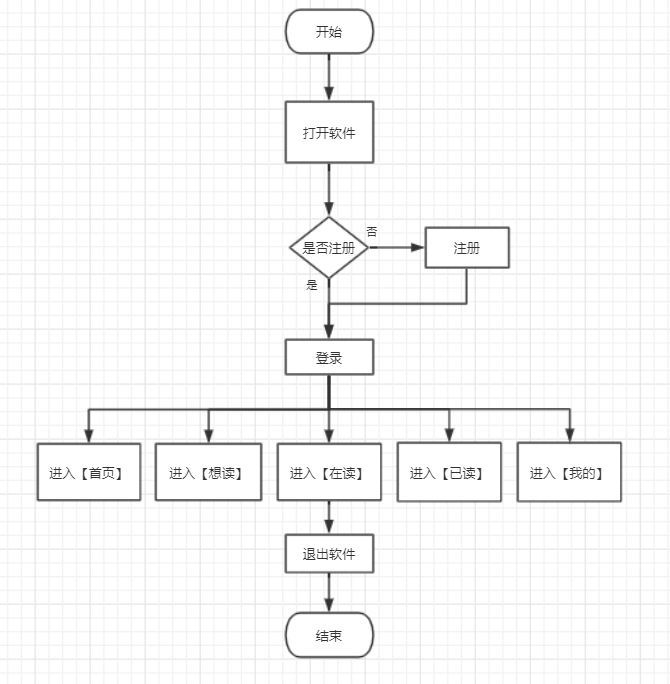 开始
打开软件
是否注册
否
注册
是
登录
进入【首页】
进入【想读】
进入【在读】
进入【已读】
进入【我的】
退出软件
结束